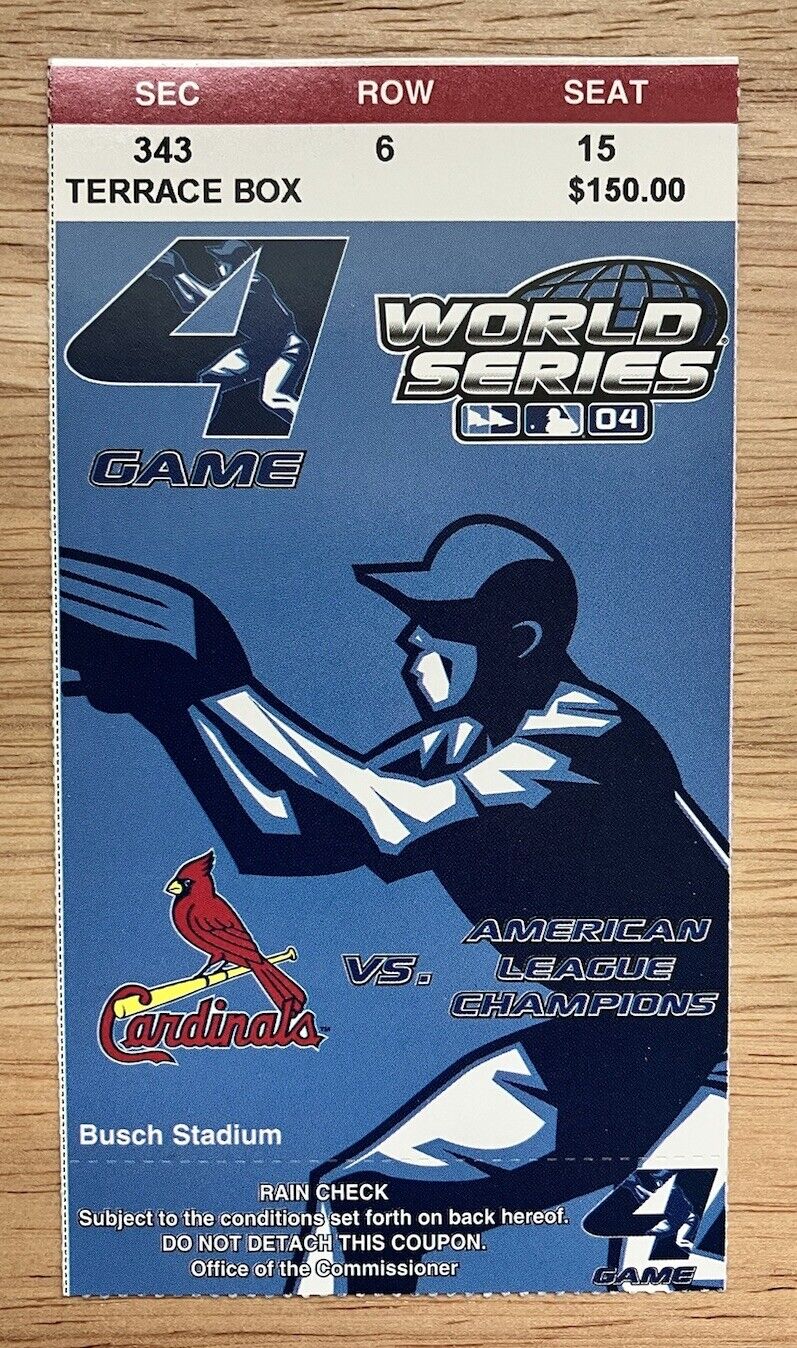 SEC ROW SEAT
343 6 15
TERRACE BOX $150.00
4
GAME
WORLD
SERIES
04
Cardinals
VS.
AMERICAN
LEAGUE
CHAMPIONS
Busch Stadium
RAIN CHECK
Subject to the conditions set forth on back hereof.
DO NOT DETACH THIS COUPON.
Office of the Commissioner
4
GAME